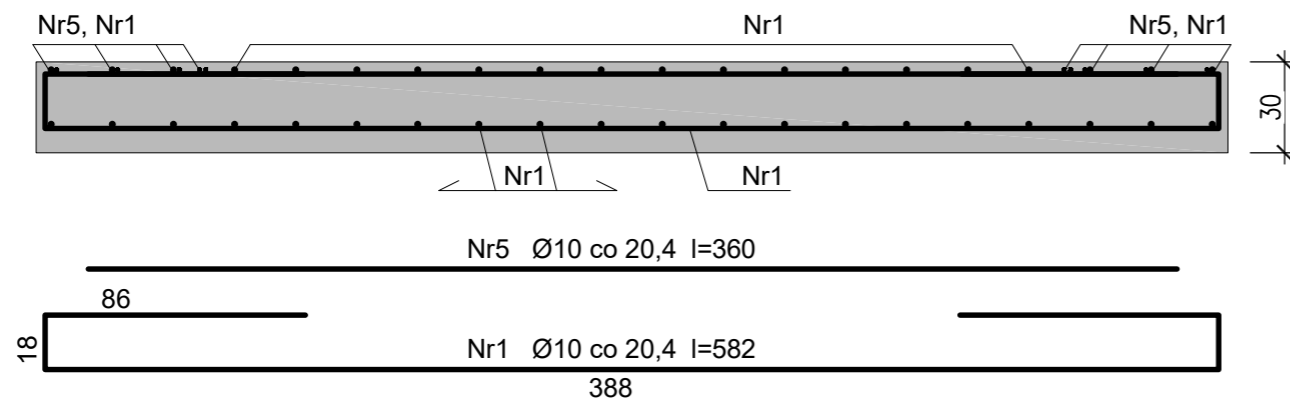 Nr5, Nr1 Nr1 Nr5, Nr1
30
Nr1 Nr1
Nr5 Ø10 co 20,4 l=360
86
18
Nr1 Ø10 co 20,4 l=582
388